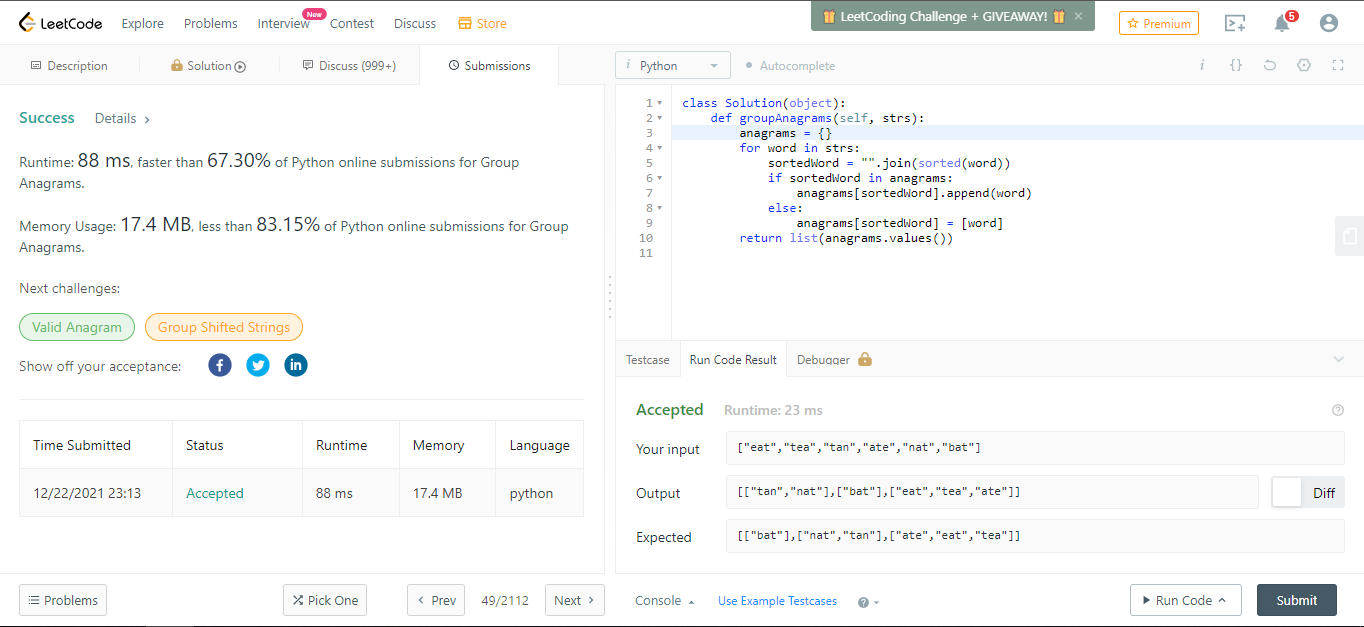 LeetCode Explore Problems Interview New Contest Discuss Store LeetCoding Challenge + GIVEAWAY! × Premium 5
Description Solution Discuss (999+) Submissions
i Python Autocomplete i {}
Success Details >
Runtime: 88 ms, faster than 67.30% of Python online submissions for Group
Anagrams.
Memory Usage: 17.4 MB, less than 83.15% of Python online submissions for Group
Anagrams.
Next challenges:
Valid Anagram Group Shifted Strings
Show off your acceptance:
Time Submitted Status Runtime Memory Language
12/22/2021 23:13 Accepted 88 ms 17.4 MB python
1 class Solution(object):
2 def groupAnagrams(self, strs):
3 anagrams = {}
4 for word in strs:
5 sortedWord = "".join(sorted(word))
6 if sortedWord in anagrams:
7 anagrams[sortedWord].append(word)
8 else:
9 anagrams[sortedWord] = [word]
10 return list(anagrams.values())
11
Testcase Run Code Result Debugger
Accepted Runtime: 23 ms
Your input ["eat","tea","tan","ate","nat","bat"]
Output [["tan","nat"],["bat"],["eat","tea","ate"]] Diff
Expected [["bat"],["nat","tan"],["ate","eat","tea"]]
Problems Pick One < Prev 49/2112 Next > Console Use Example Testcases ? Run Code Submit